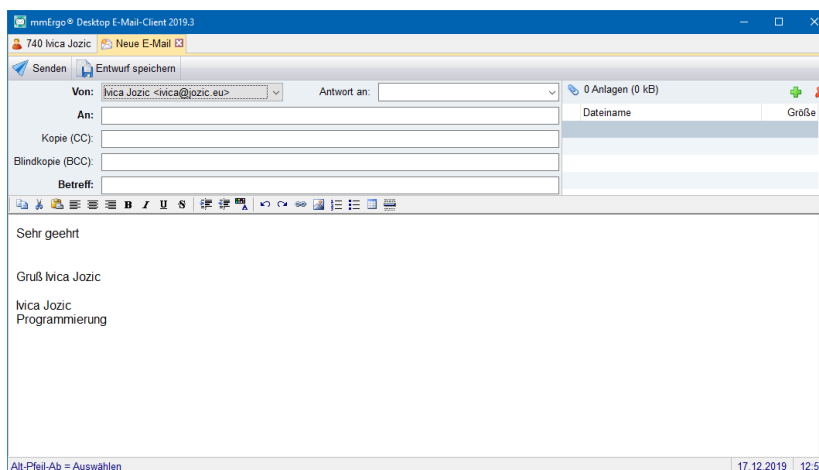 mmErgo® Desktop E-Mail-Client 2019.3
740 Ivica Jozic Neue E-Mail
Senden Entwurf speichern
Von: Ivica Jozic <ivica@jozic.eu> Antwort an: 0 Anlagen (0 kB)
An: Dateiname Größe
Kopie (CC):
Blindkopie (BCC):
Betreff:
B I U S
Sehr geehrt
Gruß Ivica Jozic
Ivica Jozic
Programmierung
Alt-Pfeil-Ab = Auswählen 17.12.2019 12:5